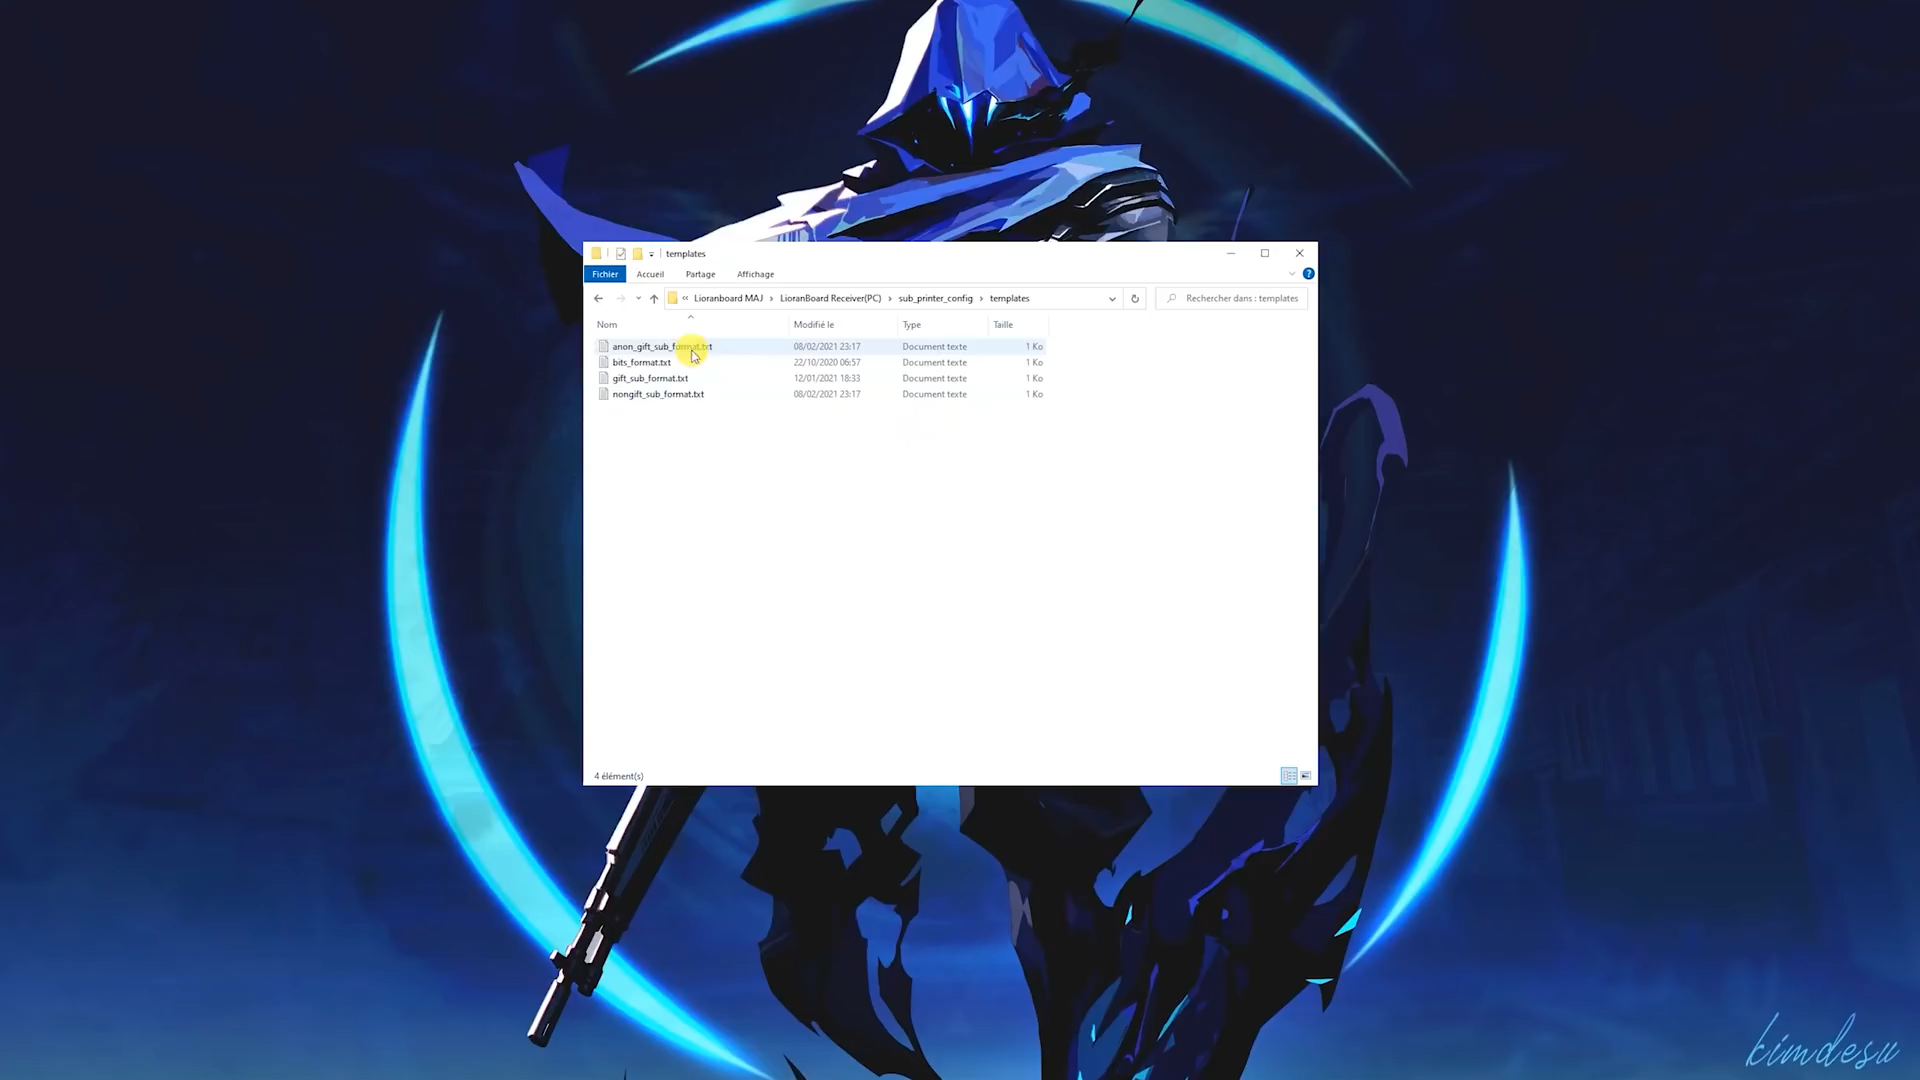 templates
Fichier Accueil Partage Affichage
« Lioranboard MAJ › LioranBoard Receiver(PC) › sub_printer_config › templates
Rechercher dans : templates
Nom Modifié le Type Taille
anon_gift_sub_format.txt 08/02/2021 23:17 Document texte 1 Ko
bits_format.txt 22/10/2020 06:57 Document texte 1 Ko
gift_sub_format.txt 12/01/2021 18:33 Document texte 1 Ko
nongift_sub_format.txt 08/02/2021 23:17 Document texte 1 Ko
4 élément(s)
kimdesu